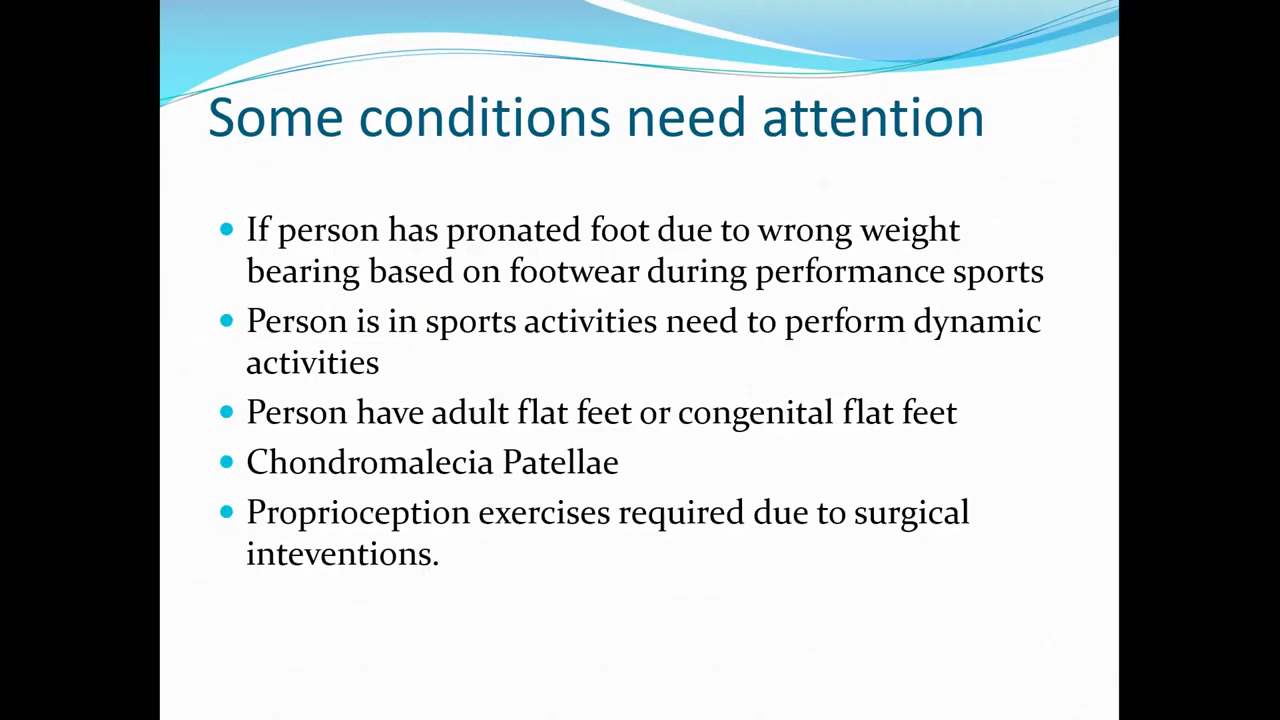 Some conditions need attention
If person has pronated foot due to wrong weight
bearing based on footwear during performance sports
Person is in sports activities need to perform dynamic
activities
Person have adult flat feet or congenital flat feet
Chondromalecia Patellae
Proprioception exercises required due to surgical
inteventions.